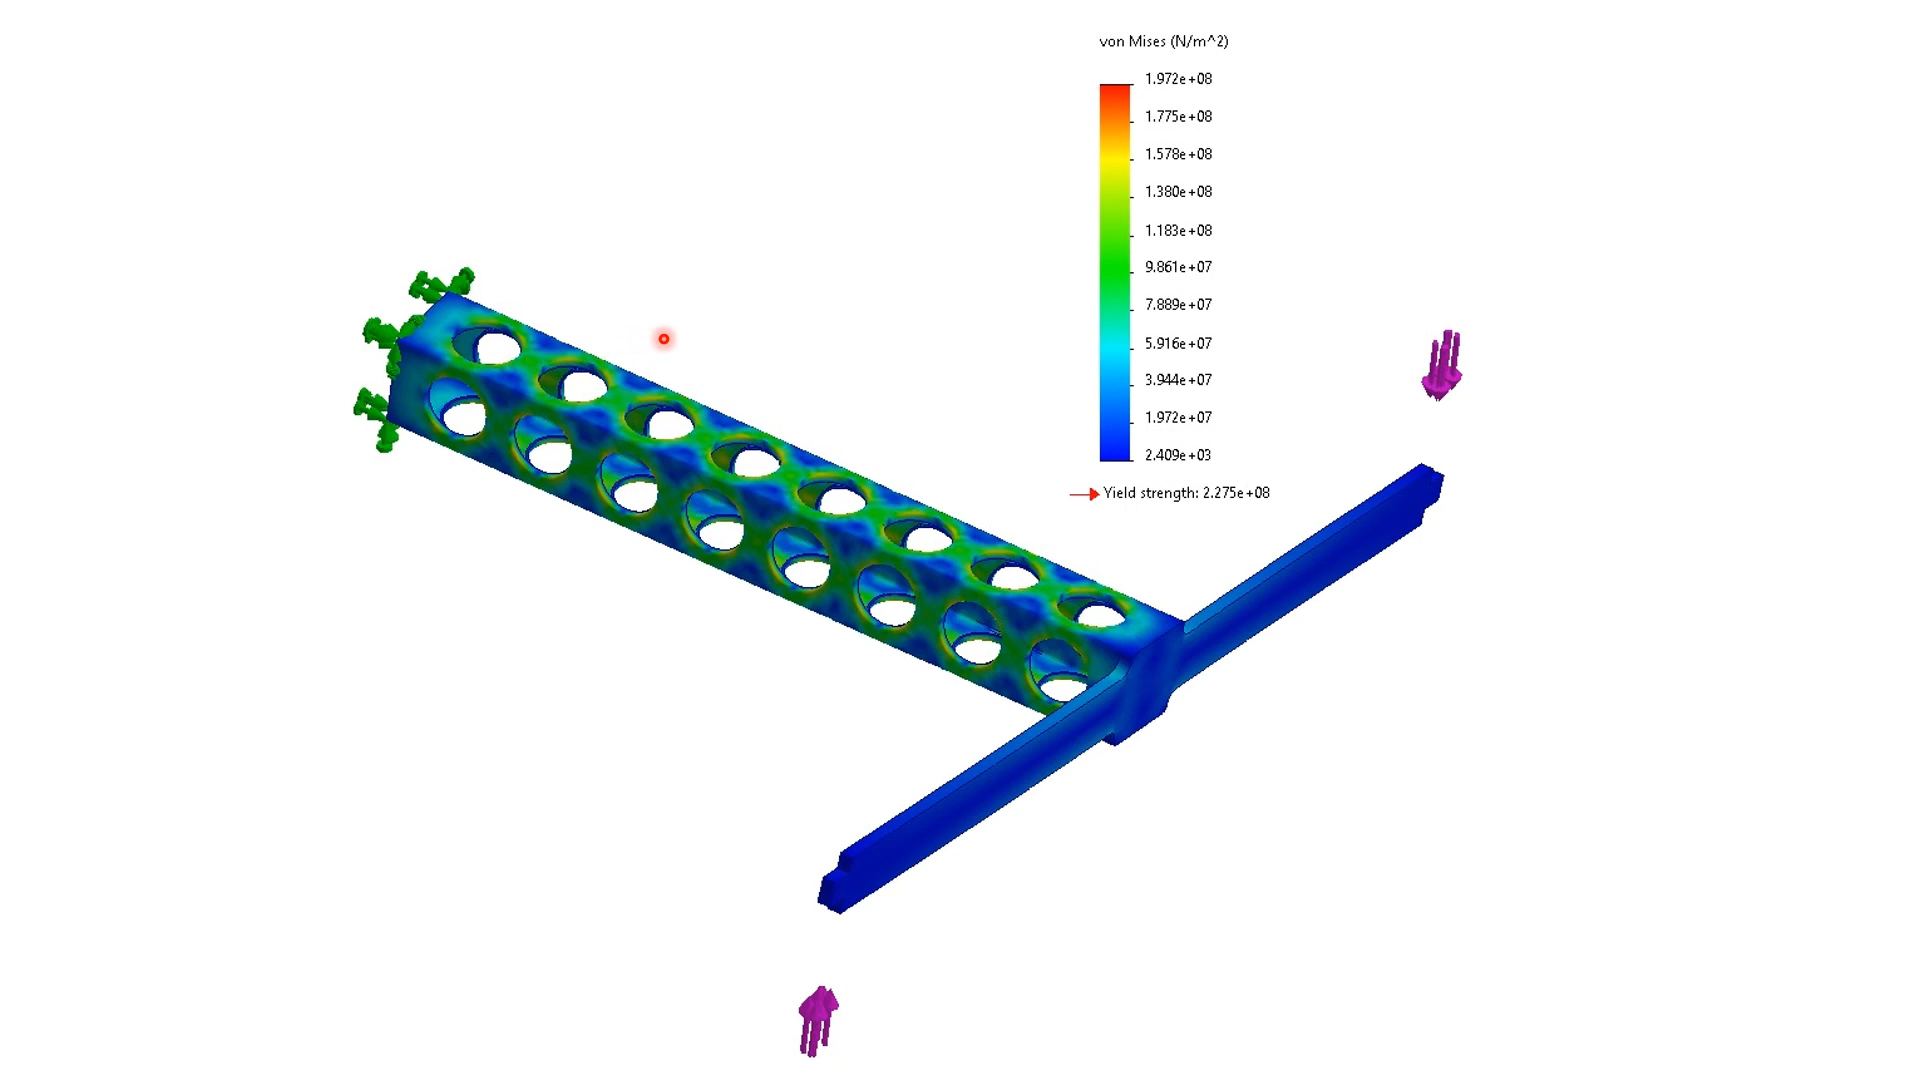 von Mises (N/m^2)
1.972e+08
1.775e+08
1.578e+08
1.380e+08
1.183e+08
9.861e+07
7.889e+07
5.916e+07
3.944e+07
1.972e+07
2.409e+03
Yield strength: 2.275e+08